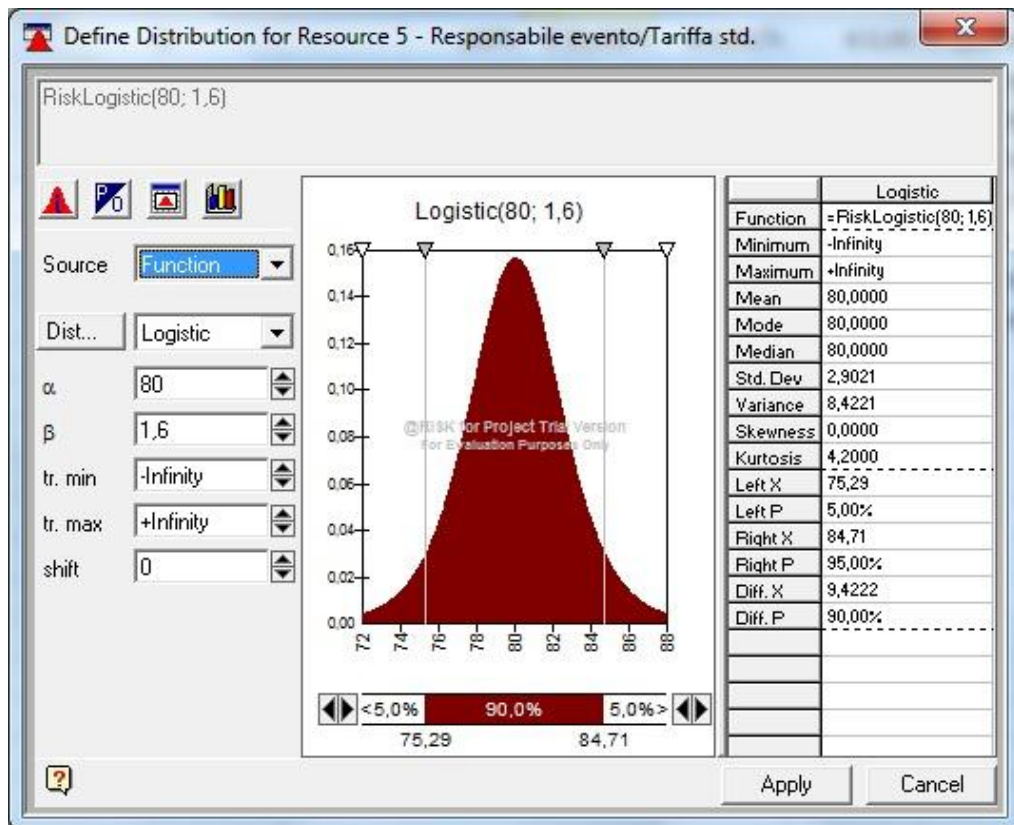 Define Distribution for Resource 5 - Responsabile evento/Tariffa std.
RiskLogistic(80; 1,6)
Source Function
Dist... Logistic
α 80
β 1,6
tr. min -Infinity
tr. max +Infinity
shift 0
Logistic(80; 1,6)
0,16
0,14
0,12
0,10
0,08
0,06
0,04
0,02
0,00
@RISK for Project Trial Version
For Evaluation Purposes Only
72 74 76 78 80 82 84 86 88
<5,0% 90,0% 5,0%>
75,29 84,71
Logistic
Function =RiskLogistic(80; 1,6)
Minimum -Infinity
Maximum +Infinity
Mean 80,0000
Mode 80,0000
Median 80,0000
Std. Dev 2,9021
Variance 8,4221
Skewness 0,0000
Kurtosis 4,2000
Left X 75,29
Left P 5,00%
Right X 84,71
Right P 95,00%
Diff. X 9,4222
Diff. P 90,00%
Apply Cancel